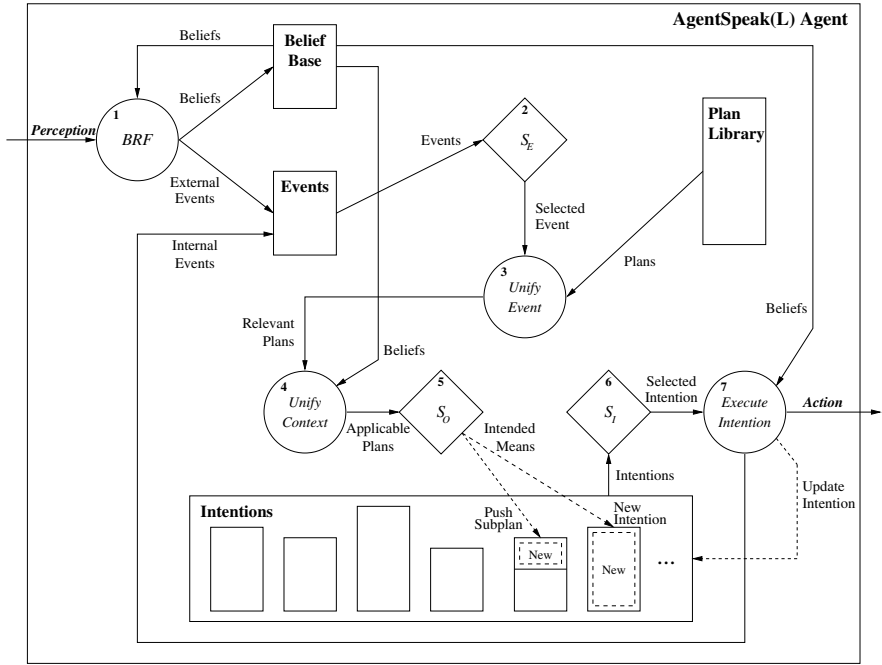 AgentSpeak(L) Agent
Beliefs
Belief
Base
Beliefs
1
BRF
Perception
2
S_E
Plan
Library
Events
External
Events
Events
Selected
Event
Internal
Events
3
Unify
Event
Plans
Relevant
Plans
Beliefs
Beliefs
4
Unify
Context
5
S_O
6
S_I
Selected
Intention
7
Execute
Intention
Action
Applicable
Plans
Intended
Means
Intentions
Update
Intention
Intentions
Push
Subplan
New
Intention
New
New
...